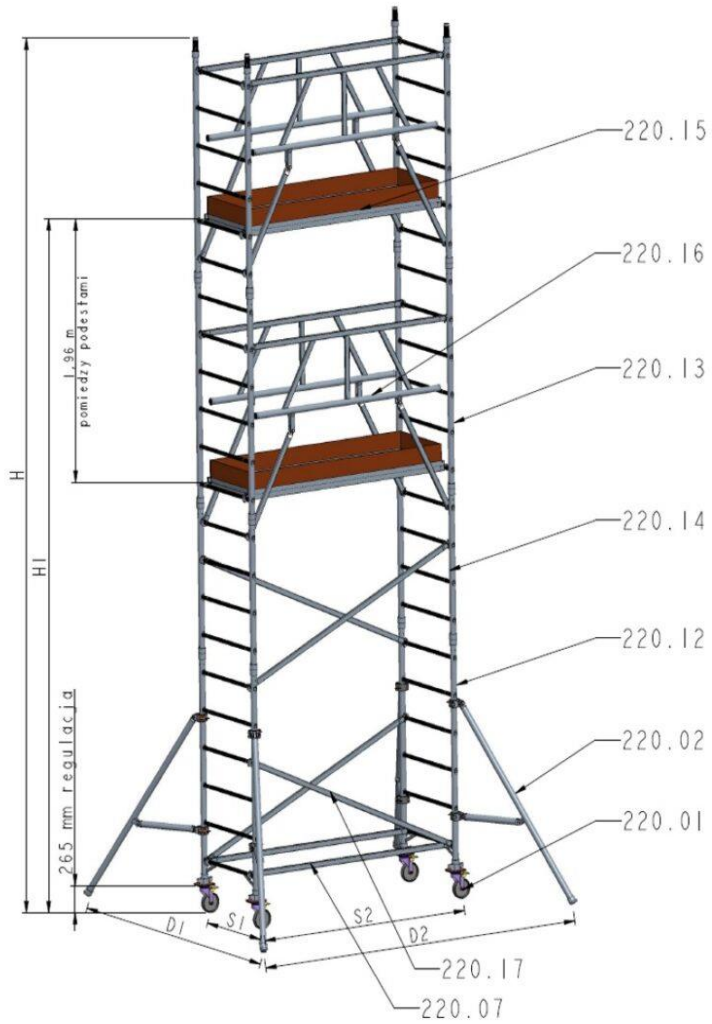 220.15
220.16
1,96 m
pomiedzy podestami
220.13
H
H1
220.14
220.12
265 mm regulacja
220.02
220.01
D1
S1
S2
D2
220.17
220.07